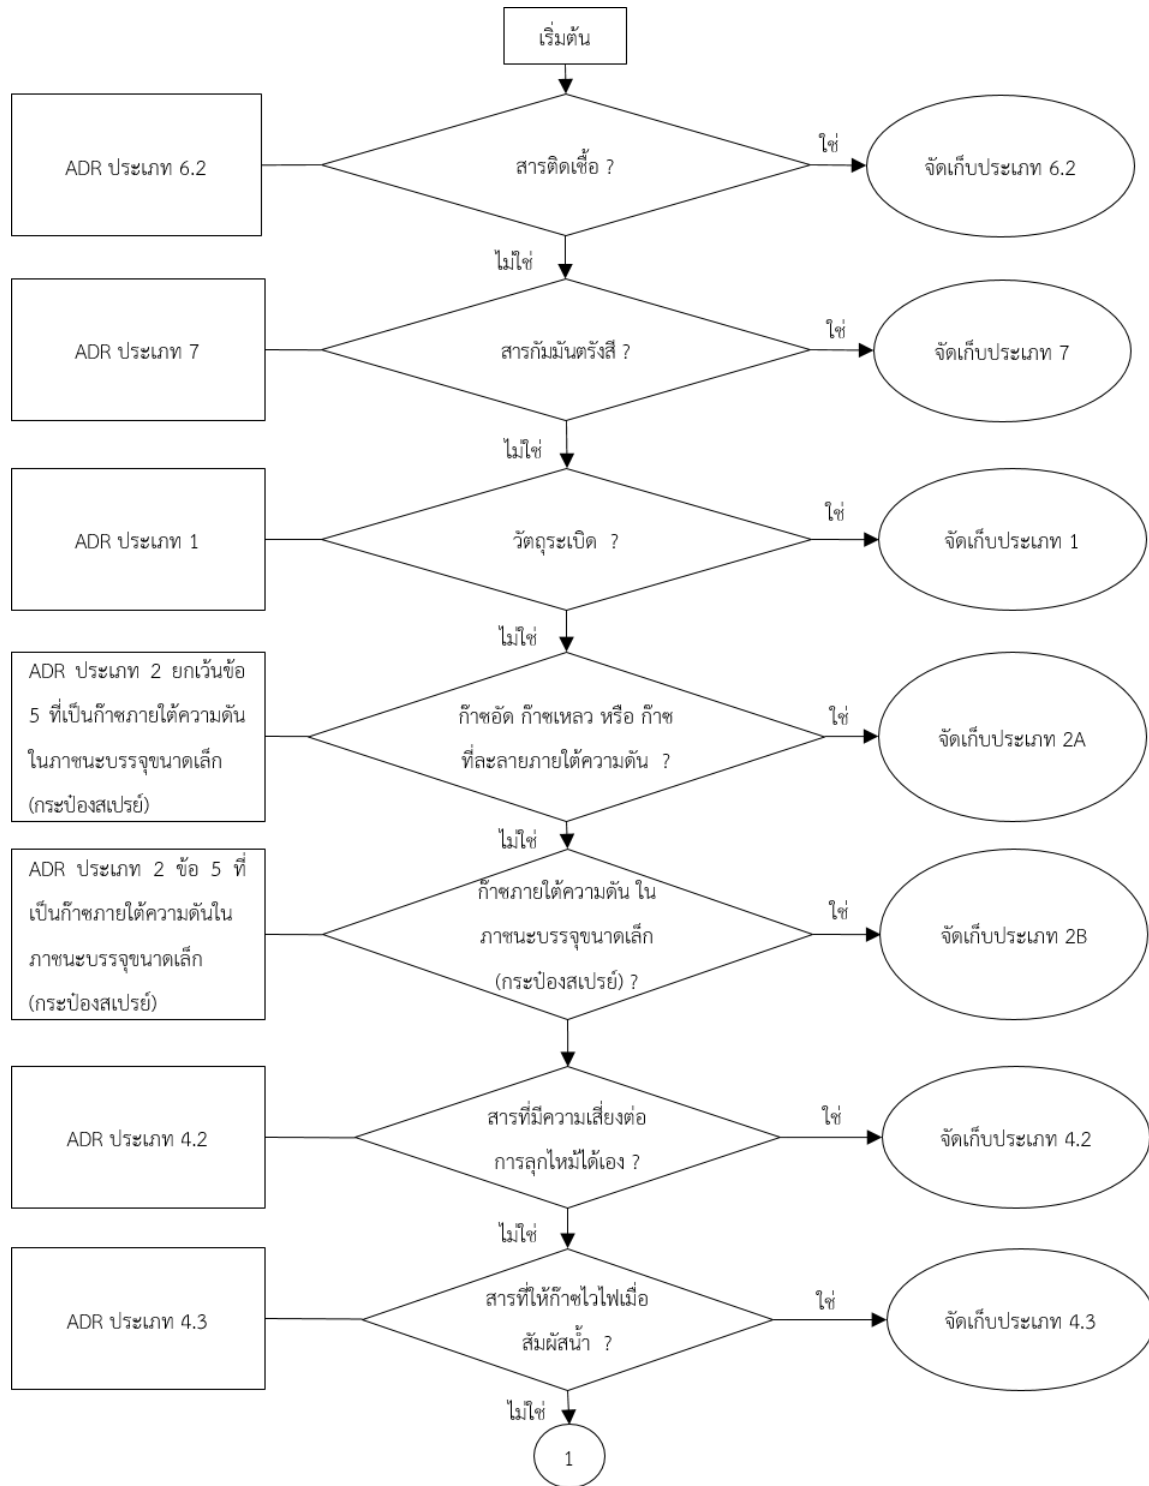 เริ่มต้น
ADR ประเภท 6.2
สารติดเชื้อ ?
ใช่
จัดเก็บประเภท 6.2
ไม่ใช่
ADR ประเภท 7
สารกัมมันตรังสี ?
ใช่
จัดเก็บประเภท 7
ไม่ใช่
ADR ประเภท 1
วัตถุระเบิด ?
ใช่
จัดเก็บประเภท 1
ไม่ใช่
ADR ประเภท 2 ยกเว้นข้อ
5 ที่เป็นก๊าซภายใต้ความดัน
ในภาชนะบรรจุขนาดเล็ก
(กระป๋องสเปรย์)
ก๊าซอัด ก๊าซเหลว หรือ ก๊าซ
ที่ละลายภายใต้ความดัน ?
ใช่
จัดเก็บประเภท 2A
ไม่ใช่
ADR ประเภท 2 ข้อ 5 ที่
เป็นก๊าซภายใต้ความดันใน
ภาชนะบรรจุขนาดเล็ก
(กระป๋องสเปรย์)
ก๊าซภายใต้ความดัน ใน
ภาชนะบรรจุขนาดเล็ก
(กระป๋องสเปรย์) ?
ใช่
จัดเก็บประเภท 2B
ADR ประเภท 4.2
สารที่มีความเสี่ยงต่อ
การลุกไหม้ได้เอง ?
ใช่
จัดเก็บประเภท 4.2
ไม่ใช่
ADR ประเภท 4.3
สารที่ให้ก๊าซไวไฟเมื่อ
สัมผัสน้ำ ?
ใช่
จัดเก็บประเภท 4.3
ไม่ใช่
1